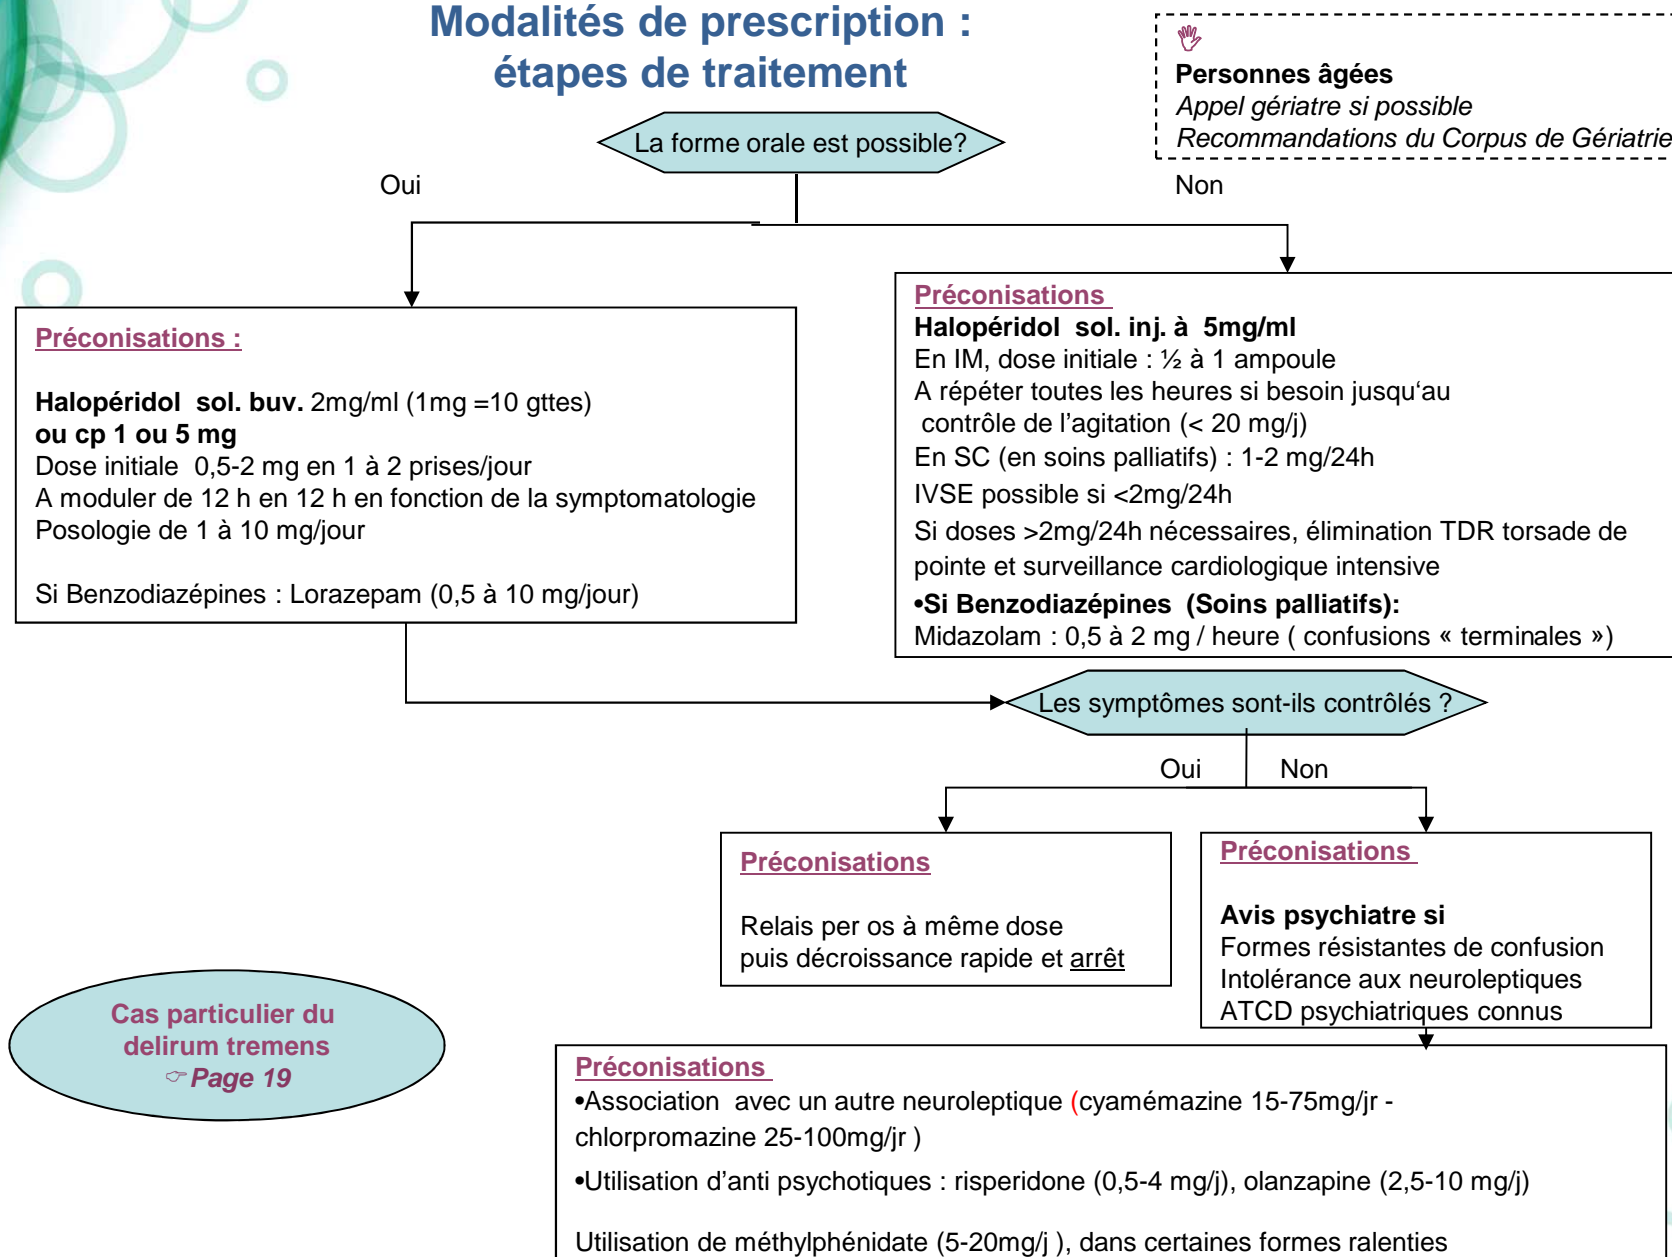 Modalités de prescription :
étapes de traitement
Personnes âgées
Appel gériatre si possible
Recommandations du Corpus de Gériatrie
La forme orale est possible?
Oui
Non
Préconisations :
Halopéridol sol. buv. 2mg/ml (1mg =10 gttes)
ou cp 1 ou 5 mg
Dose initiale 0,5-2 mg en 1 à 2 prises/jour
A moduler de 12 h en 12 h en fonction de la symptomatologie
Posologie de 1 à 10 mg/jour
Si Benzodiazépines : Lorazepam (0,5 à 10 mg/jour)
Préconisations
Halopéridol sol. inj. à 5mg/ml
En IM, dose initiale : ½ à 1 ampoule
A répéter toutes les heures si besoin jusqu‘au
contrôle de l’agitation (< 20 mg/j)
En SC (en soins palliatifs) : 1-2 mg/24h
IVSE possible si <2mg/24h
Si doses >2mg/24h nécessaires, élimination TDR torsade de
pointe et surveillance cardiologique intensive
•Si Benzodiazépines (Soins palliatifs):
Midazolam : 0,5 à 2 mg / heure ( confusions « terminales »)
Les symptômes sont-ils contrôlés ?
Oui
Non
Préconisations
Relais per os à même dose
puis décroissance rapide et arrêt
Préconisations
Avis psychiatre si
Formes résistantes de confusion
Intolérance aux neuroleptiques
ATCD psychiatriques connus
Cas particulier du
delirum tremens
☞ Page 19
Préconisations
•Association avec un autre neuroleptique (cyamémazine 15-75mg/jr -
chlorpromazine 25-100mg/jr )
•Utilisation d’anti psychotiques : risperidone (0,5-4 mg/j), olanzapine (2,5-10 mg/j)
Utilisation de méthylphénidate (5-20mg/j ), dans certaines formes ralenties